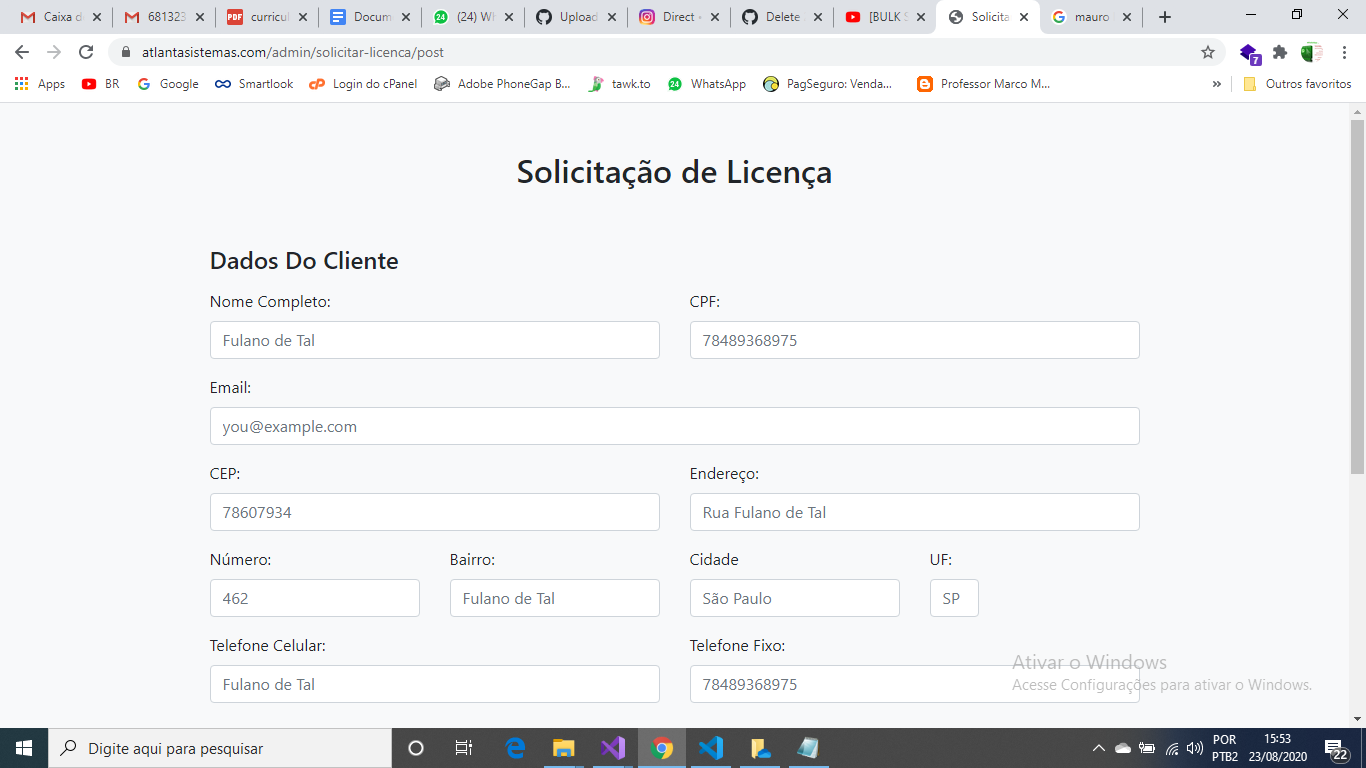 Caixa d
681323
curricul
Docum
(24) Wh
Upload
Direct
Delete
[BULK S
Solicita
mauro
atlantasistemas.com/admin/solicitar-licenca/post
7
Apps BR Google Smartlook Login do cPanel Adobe PhoneGap B... tawk.to WhatsApp PagSeguro: Venda... Professor Marco M... » Outros favoritos
Solicitação de Licença
Dados Do Cliente
Nome Completo: CPF:
Fulano de Tal 78489368975
Email:
you@example.com
CEP: Endereço:
78607934 Rua Fulano de Tal
Número: Bairro: Cidade UF:
462 Fulano de Tal São Paulo SP
Telefone Celular: Telefone Fixo:
Fulano de Tal 78489368975
Ativar o Windows
Acesse Configurações para ativar o Windows.
Digite aqui para pesquisar
POR 15:53
PTB2 23/08/2020 22